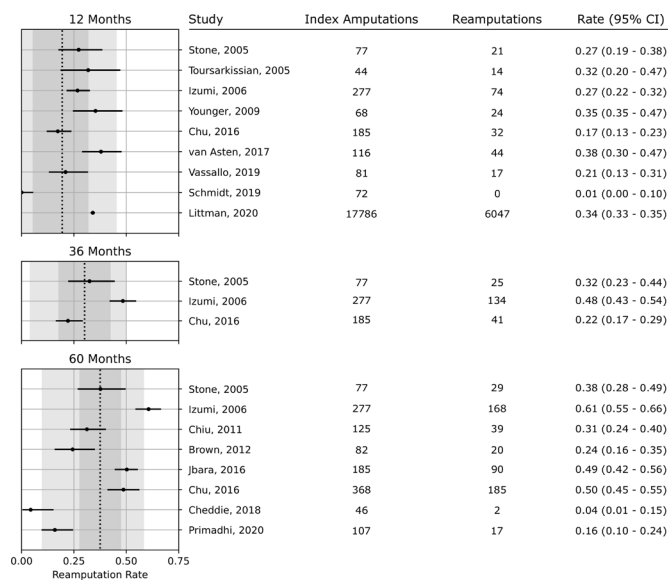 12 Months Study Index Amputations Reamputations Rate (95% CI)
Stone, 2005 77 21 0.27 (0.19 - 0.38)
Toursarkissian, 2005 44 14 0.32 (0.20 - 0.47)
Izumi, 2006 277 74 0.27 (0.22 - 0.32)
Younger, 2009 68 24 0.35 (0.35 - 0.47)
Chu, 2016 185 32 0.17 (0.13 - 0.23)
van Asten, 2017 116 44 0.38 (0.30 - 0.47)
Vassallo, 2019 81 17 0.21 (0.13 - 0.31)
Schmidt, 2019 72 0 0.01 (0.00 - 0.10)
Littman, 2020 17786 6047 0.34 (0.33 - 0.35)
36 Months
Stone, 2005 77 25 0.32 (0.23 - 0.44)
Izumi, 2006 277 134 0.48 (0.43 - 0.54)
Chu, 2016 185 41 0.22 (0.17 - 0.29)
60 Months
Stone, 2005 77 29 0.38 (0.28 - 0.49)
Izumi, 2006 277 168 0.61 (0.55 - 0.66)
Chiu, 2011 125 39 0.31 (0.24 - 0.40)
Brown, 2012 82 20 0.24 (0.16 - 0.35)
Jbara, 2016 185 90 0.49 (0.42 - 0.56)
Chu, 2016 368 185 0.50 (0.45 - 0.55)
Cheddie, 2018 46 2 0.04 (0.01 - 0.15)
Primadhi, 2020 107 17 0.16 (0.10 - 0.24)
0.00 0.25 0.50 0.75
Reamputation Rate